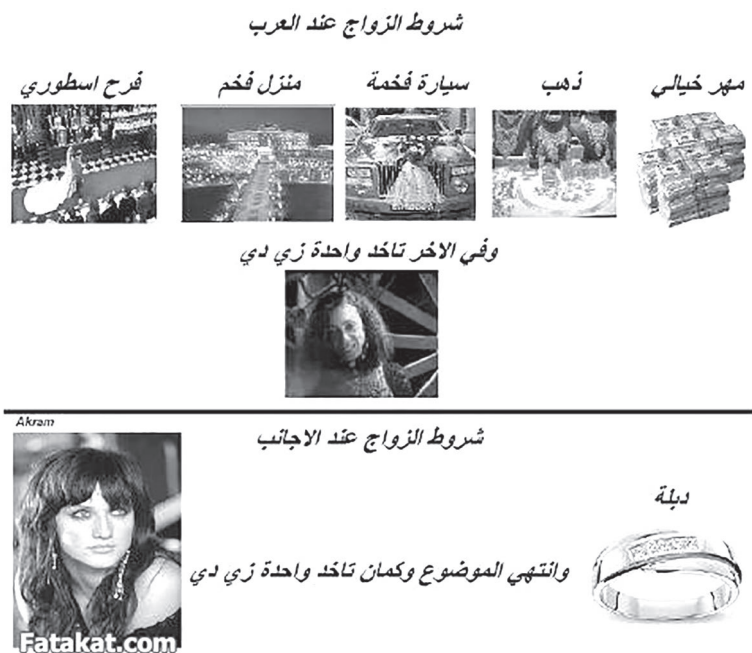 شروط الزواج عند العرب
مهر خيالي
ذهب
سيارة فخمة
منزل فخم
فرح اسطوري
وفي الاخر تاخد واحدة زي دي
Akram
شروط الزواج عند الاجانب
دبلة
وانتهي الموضوع وكمان تاخد واحدة زي دي
Fatakat.com